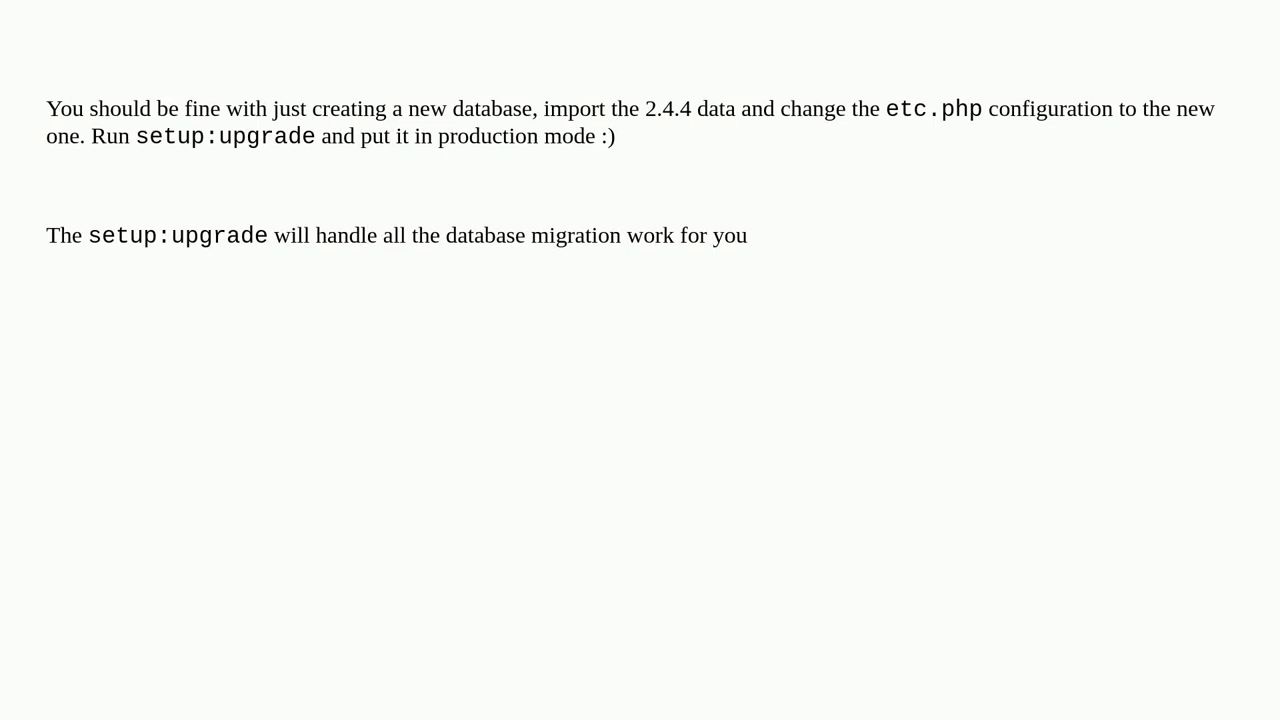 You should be fine with just creating a new database, import the 2.4.4 data and change the etc.php configuration to the new
one. Run setup:upgrade and put it in production mode :)
The setup:upgrade will handle all the database migration work for you